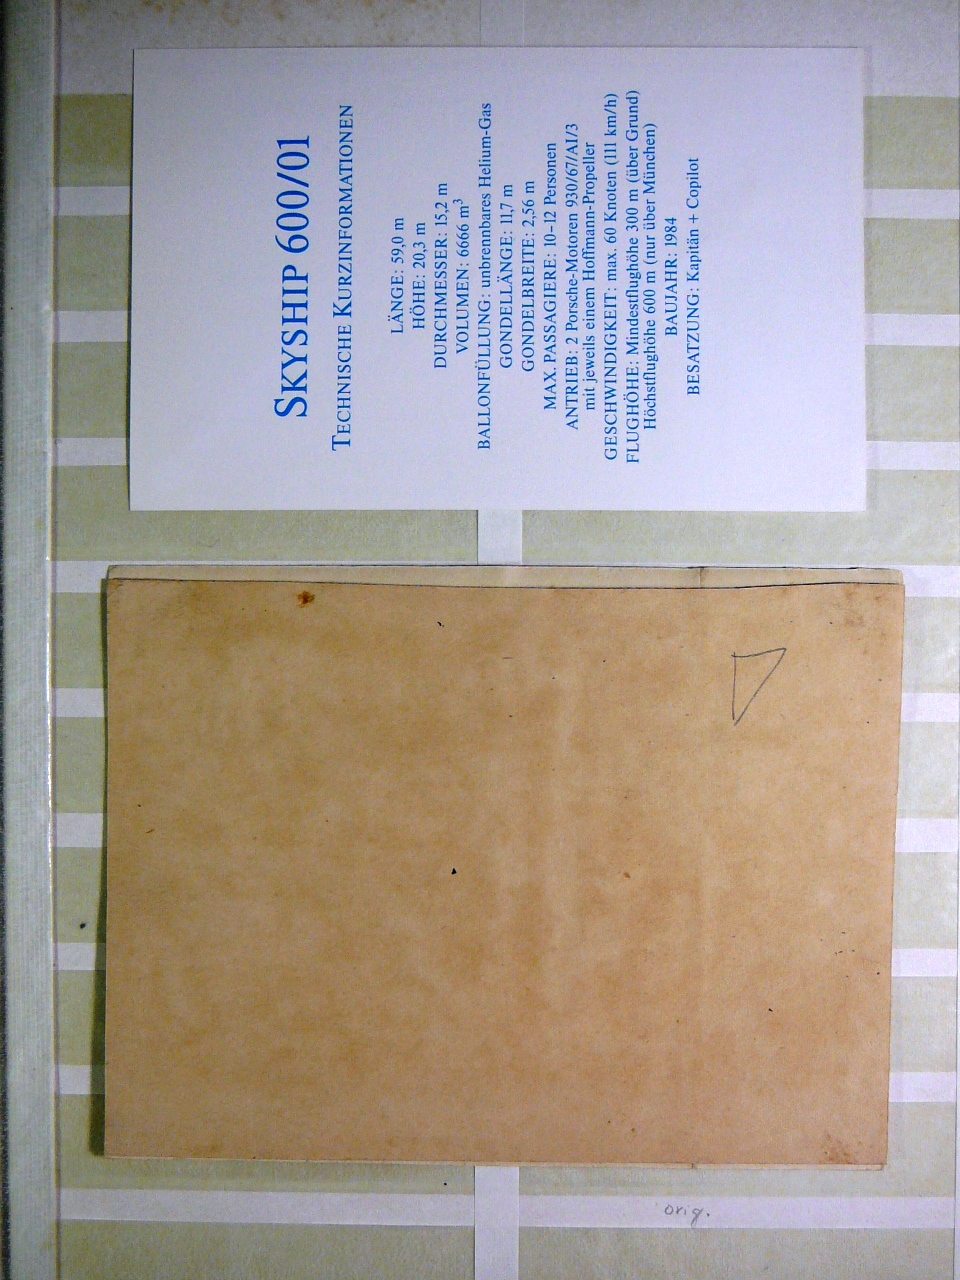 SKYSHIP 600/01
TECHNISCHE KURZINFORMATIONEN
LÄNGE: 59,0 m
HÖHE: 20,3 m
DURCHMESSER: 15,2 m
VOLUMEN: 6666 m³
BALLONFÜLLUNG: unbrennbares Helium-Gas
GONDELLÄNGE: 11,7 m
GONDELBREITE: 2,56 m
MAX. PASSAGIERE: 10–12 Personen
ANTRIEB: 2 Porsche-Motoren 930/67/AI/3
mit jeweils einem Hoffmann-Propeller
GESCHWINDIGKEIT: max. 60 Knoten (111 km/h)
FLUGHÖHE: Mindestflughöhe 300 m (über Grund)
Höchstflughöhe 600 m (nur über München)
BAUJAHR: 1984
BESATZUNG: Kapitän + Copilot
orig.